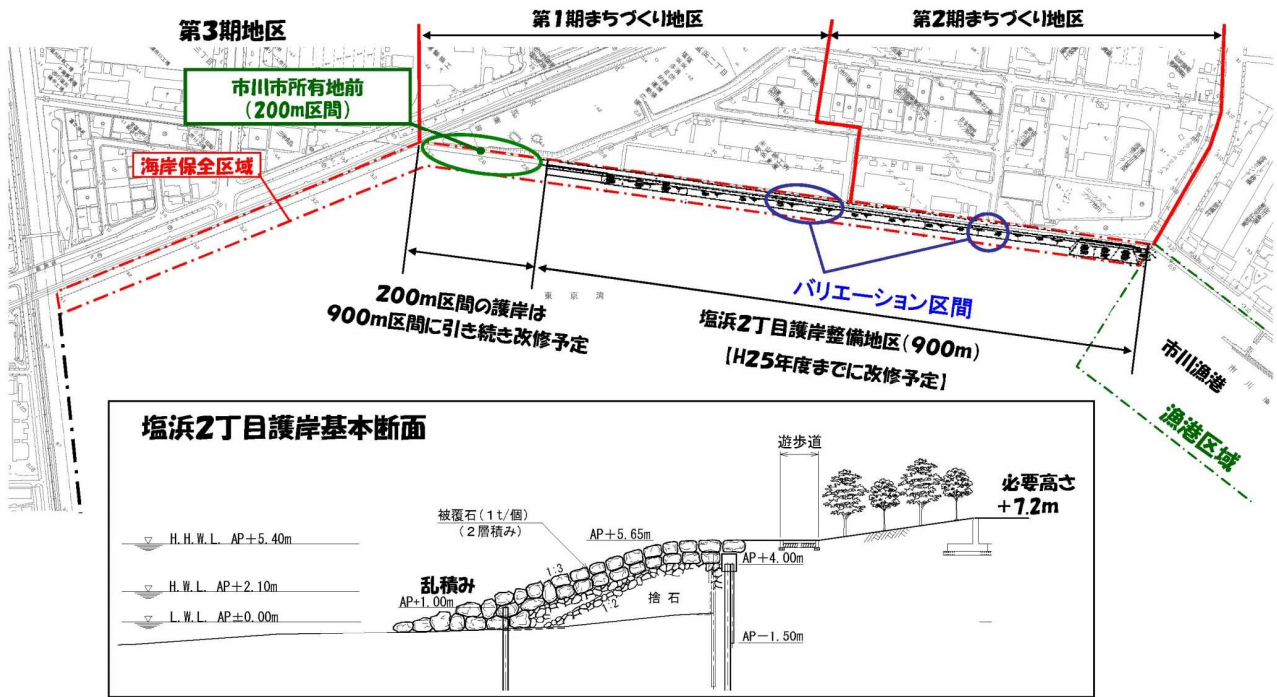 第1期まちづくり地区
第2期まちづくり地区
第3期地区
市川市所有地前
(200m区間)
海岸保全区域
200m区間の護岸は
900m区間に引き続き改修予定
東京湾
バリエーション区間
塩浜2丁目護岸整備地区(900m)
【H25年度までに改修予定】
市川漁港
漁港区域
塩浜2丁目護岸基本断面
遊歩道
必要高さ
+7.2m
被覆石(1t/個)
(2層積み)
AP+5.65m
H.H.W.L. AP+5.40m
AP+4.00m
1:3
乱積み
H.W.L. AP+2.10m
AP+1.00m
1:2
捨石
L.W.L. AP±0.00m
AP-1.50m